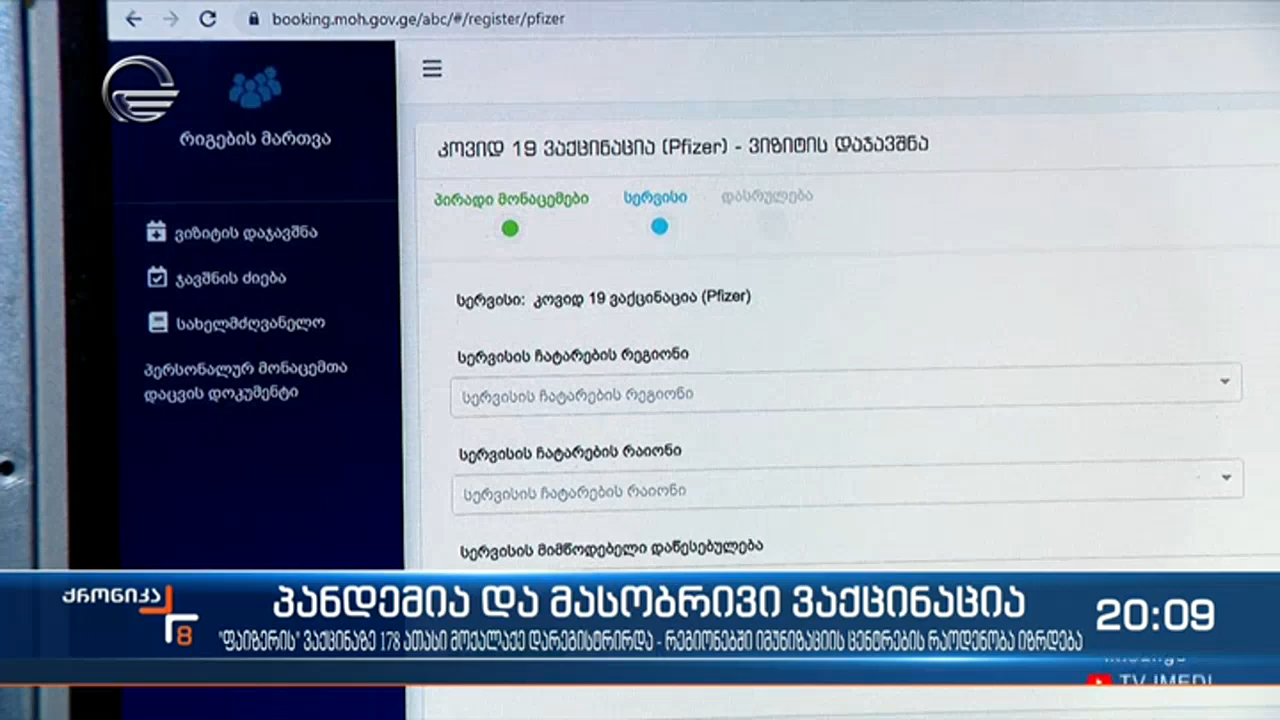 booking.moh.gov.ge/abc/#/register/pfizer
რიგების მართვა
ვიზიტის დაჯავშნა
ჯავშნის ძიება
სახელმძღვანელო
პერსონალურ მონაცემთა
დაცვის დოკუმენტი
კოვიდ 19 ვაქცინაცია (Pfizer) - ვიზიტის დაჯავშნა
პირადი მონაცემები სერვისი დასრულება
სერვისი: კოვიდ 19 ვაქცინაცია (Pfizer)
სერვისის ჩატარების რეგიონი
სერვისის ჩატარების რეგიონი
სერვისის ჩატარების რაიონი
სერვისის ჩატარების რაიონი
სერვისის მიმწოდებელი დაწესებულება
ქრონიკა
8
პანდემია და მასობრივი ვაქცინაცია
"ფაიზერის" ვაქცინაზე 178 ათასი მოქალაქე დარეგისტრირდა - რეგიონებში იმუნიზაციის ცენტრების რაოდენობა იზრდება
20:09
TV IMEDI